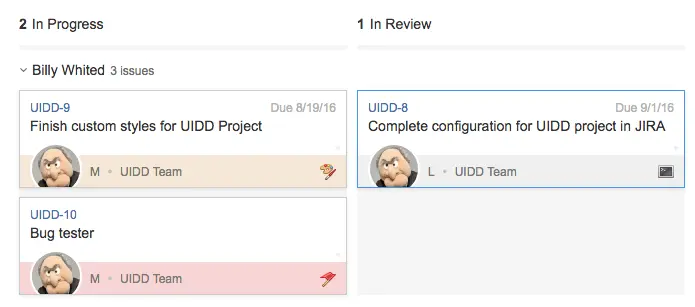 2 In Progress
1 In Review
Billy Whited 3 issues
UIDD-9 Due 8/19/16
Finish custom styles for UIDD Project
M • UIDD Team
UIDD-10
Bug tester
M • UIDD Team
UIDD-8 Due 9/1/16
Complete configuration for UIDD project in JIRA
L • UIDD Team